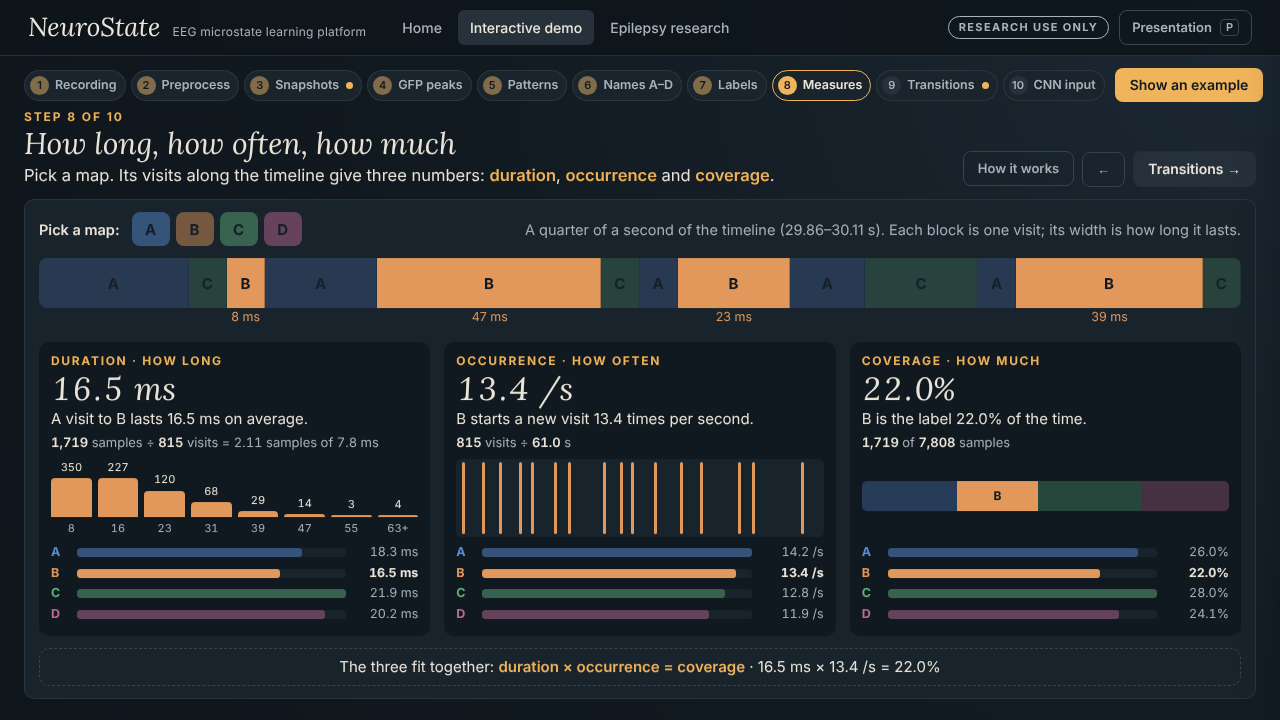 NeuroState EEG microstate learning platform Home Interactive demo Epilepsy research RESEARCH USE ONLY Presentation P
1 Recording 2 Preprocess 3 Snapshots 4 GFP peaks 5 Patterns 6 Names A–D 7 Labels 8 Measures 9 Transitions 10 CNN input Show an example
STEP 8 OF 10
How long, how often, how much
Pick a map. Its visits along the timeline give three numbers: duration, occurrence and coverage.
How it works ← Transitions →
Pick a map: A B C D A quarter of a second of the timeline (29.86–30.11 s). Each block is one visit; its width is how long it lasts.
A C B A B C A B A C A B C
8 ms 47 ms 23 ms 39 ms
DURATION · HOW LONG
16.5 ms
A visit to B lasts 16.5 ms on average.
1,719 samples ÷ 815 visits = 2.11 samples of 7.8 ms
350 227 120 68 29 14 3 4
8 16 23 31 39 47 55 63+
A 18.3 ms
B 16.5 ms
C 21.9 ms
D 20.2 ms
OCCURRENCE · HOW OFTEN
13.4 /s
B starts a new visit 13.4 times per second.
815 visits ÷ 61.0 s
A 14.2 /s
B 13.4 /s
C 12.8 /s
D 11.9 /s
COVERAGE · HOW MUCH
22.0%
B is the label 22.0% of the time.
1,719 of 7,808 samples
B
A 26.0%
B 22.0%
C 28.0%
D 24.1%
The three fit together: duration × occurrence = coverage · 16.5 ms × 13.4 /s = 22.0%